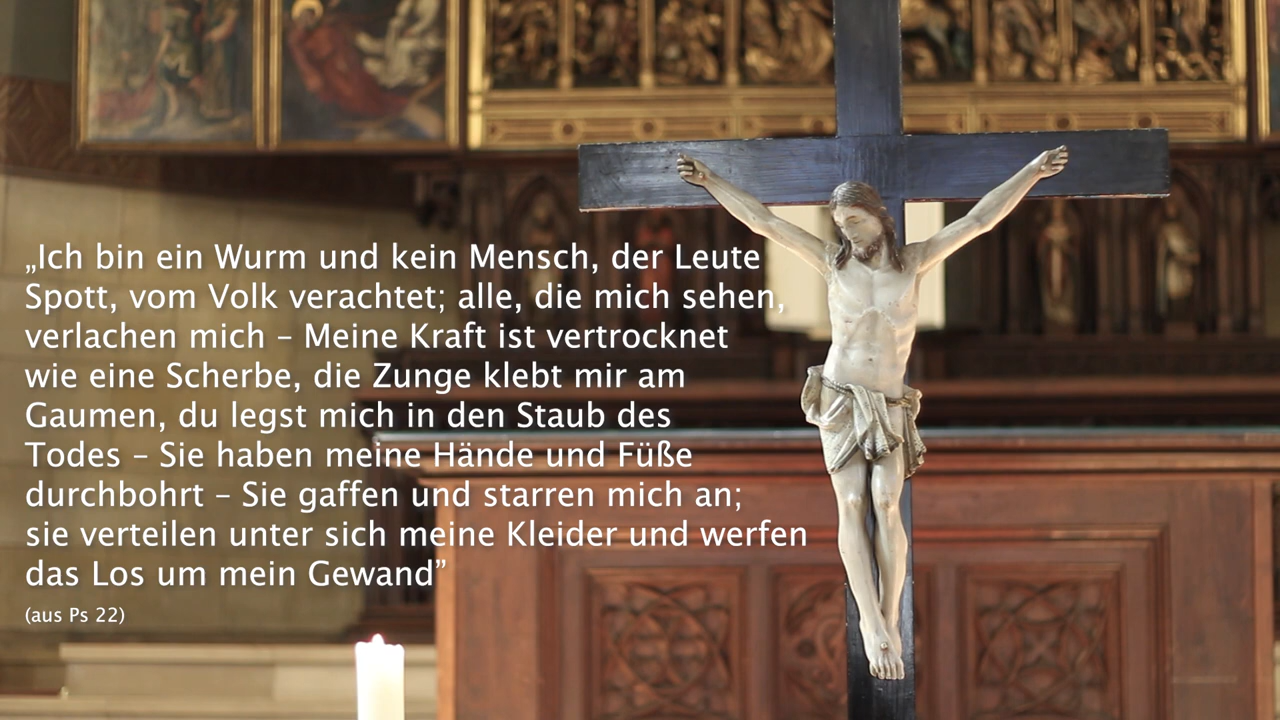 „Ich bin ein Wurm und kein Mensch, der Leute
Spott, vom Volk verachtet; alle, die mich sehen,
verlachen mich – Meine Kraft ist vertrocknet
wie eine Scherbe, die Zunge klebt mir am
Gaumen, du legst mich in den Staub des
Todes – Sie haben meine Hände und Füße
durchbohrt – Sie gaffen und starren mich an;
sie verteilen unter sich meine Kleider und werfen
das Los um mein Gewand”
(aus Ps 22)